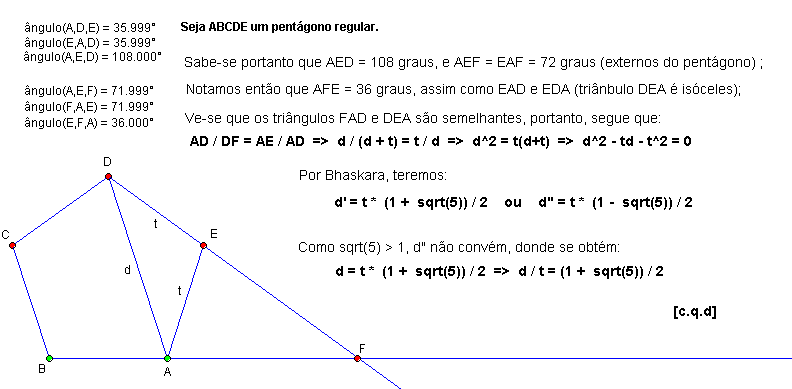 ângulo(A,D,E) = 35.999°
ângulo(E,A,D) = 35.999°
ângulo(A,E,D) = 108.000°
ângulo(A,E,F) = 71.999°
ângulo(F,A,E) = 71.999°
ângulo(E,F,A) = 36.000°
Seja ABCDE um pentágono regular.
Sabe-se portanto que AED = 108 graus, e AEF = EAF = 72 graus (externos do pentágono) ;
Notamos então que AFE = 36 graus, assim como EAD e EDA (triânbulo DEA é isóceles);
Ve-se que os triângulos FAD e DEA são semelhantes, portanto, segue que:
AD / DF = AE / AD => d / (d + t) = t / d => d^2 = t(d+t) => d^2 - td - t^2 = 0
Por Bhaskara, teremos:
d' = t * (1 + sqrt(5)) / 2 ou d" = t * (1 - sqrt(5)) / 2
Como sqrt(5) > 1, d" não convém, donde se obtém:
d = t * (1 + sqrt(5)) / 2 => d / t = (1 + sqrt(5)) / 2
[c.q.d]
D
t
C
E
d
t
F
B
A